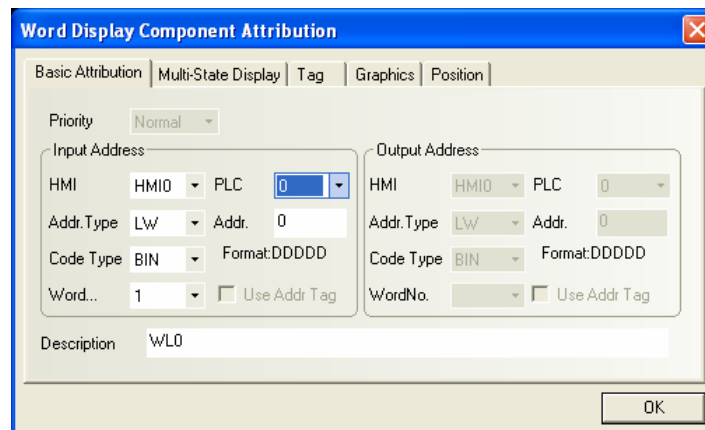 Word Display Component Attribution
Basic Attribution Multi-State Display Tag Graphics Position
Priority Normal
Input Address
HMI HMI0 PLC 0
Addr.Type LW Addr. 0
Code Type BIN Format:DDDDD
Word... 1 Use Addr Tag
Output Address
HMI HMI0 PLC 0
Addr.Type LW Addr. 0
Code Type BIN Format:DDDDD
WordNo. Use Addr Tag
Description WL0
OK